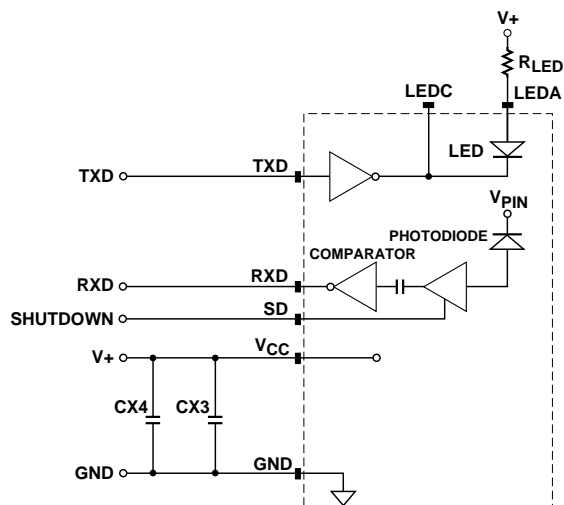 V+
RLED
LEDC
LEDA
LED
TXD
TXD
VPIN
PHOTODIODE
COMPARATOR
RXD
RXD
SD
SHUTDOWN
VCC
V+
CX4
CX3
GND
GND